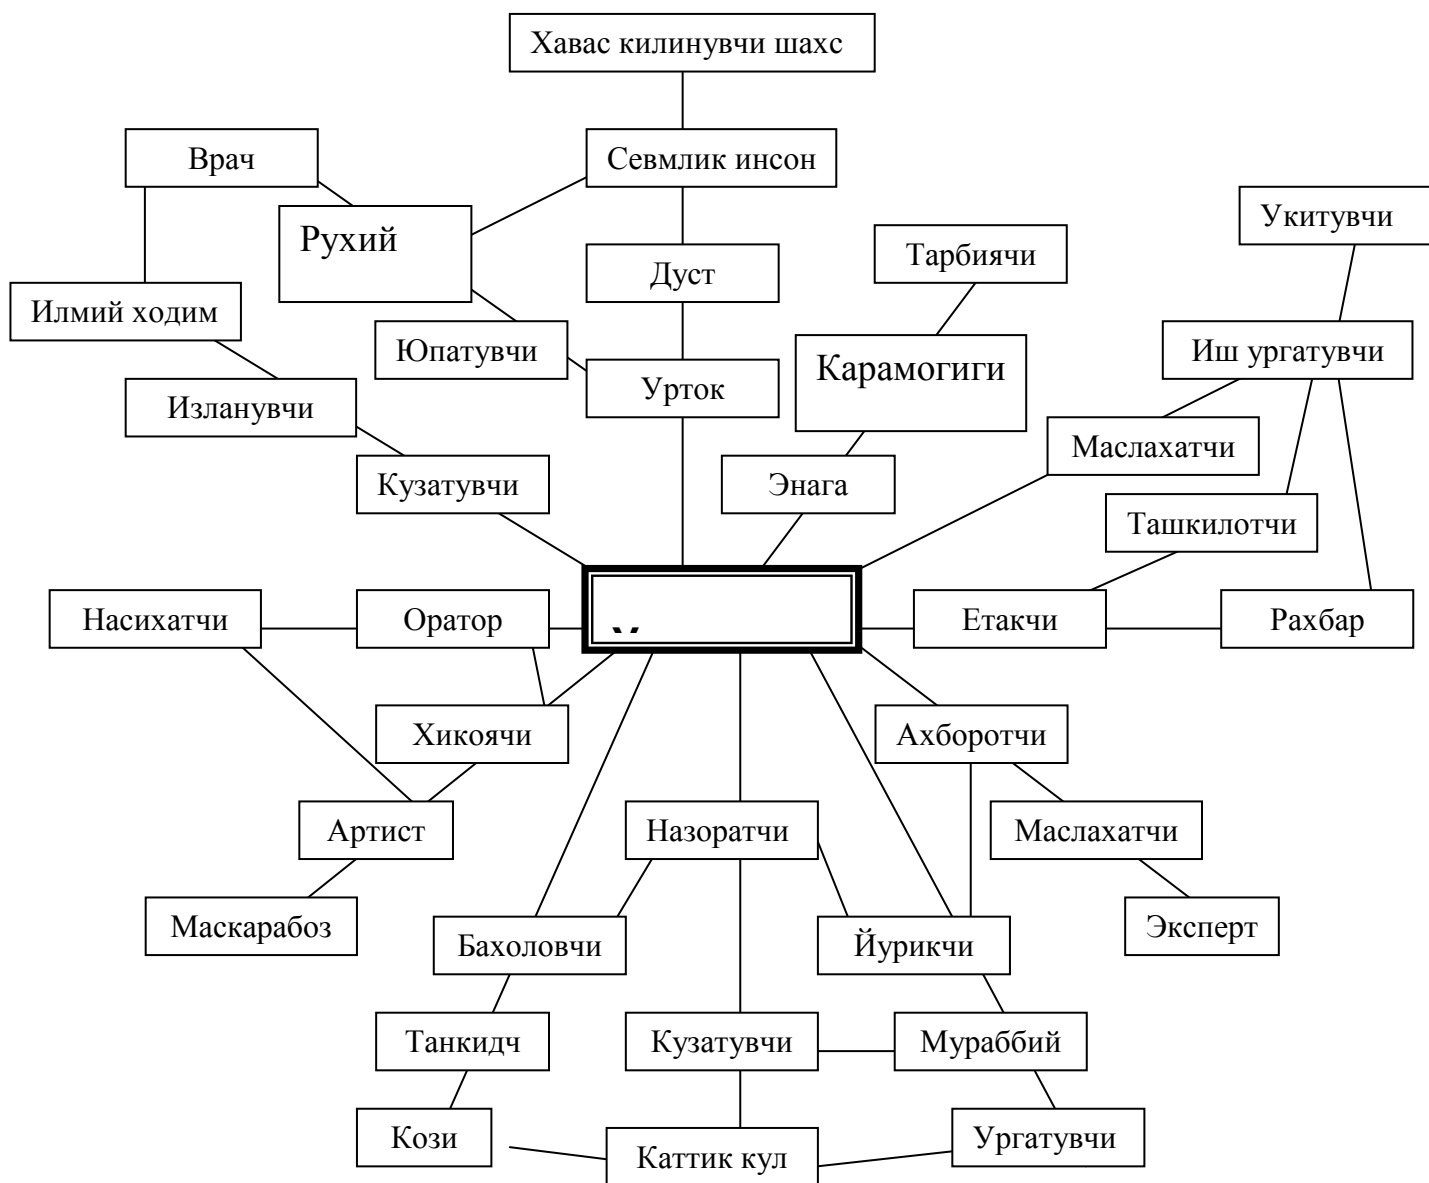 Хавас килинувчи шахс
Врач
Севмлик инсон
Укитувчи
Рухий
Тарбиячи
Дуст
Илмий ходим
Юпатувчи
Иш ургатувчи
Карамогиги
Урток
Изланувчи
Маслахатчи
Кузатувчи
Энага
Ташкилотчи
Насихатчи
Оратор
Етакчи
Рахбар
Хикоячи
Ахборотчи
Артист
Назоратчи
Маслахатчи
Маскарабоз
Бахоловчи
Йурикчи
Эксперт
Танкидч
Кузатувчи
Мураббий
Кози
Каттик кул
Ургатувчи